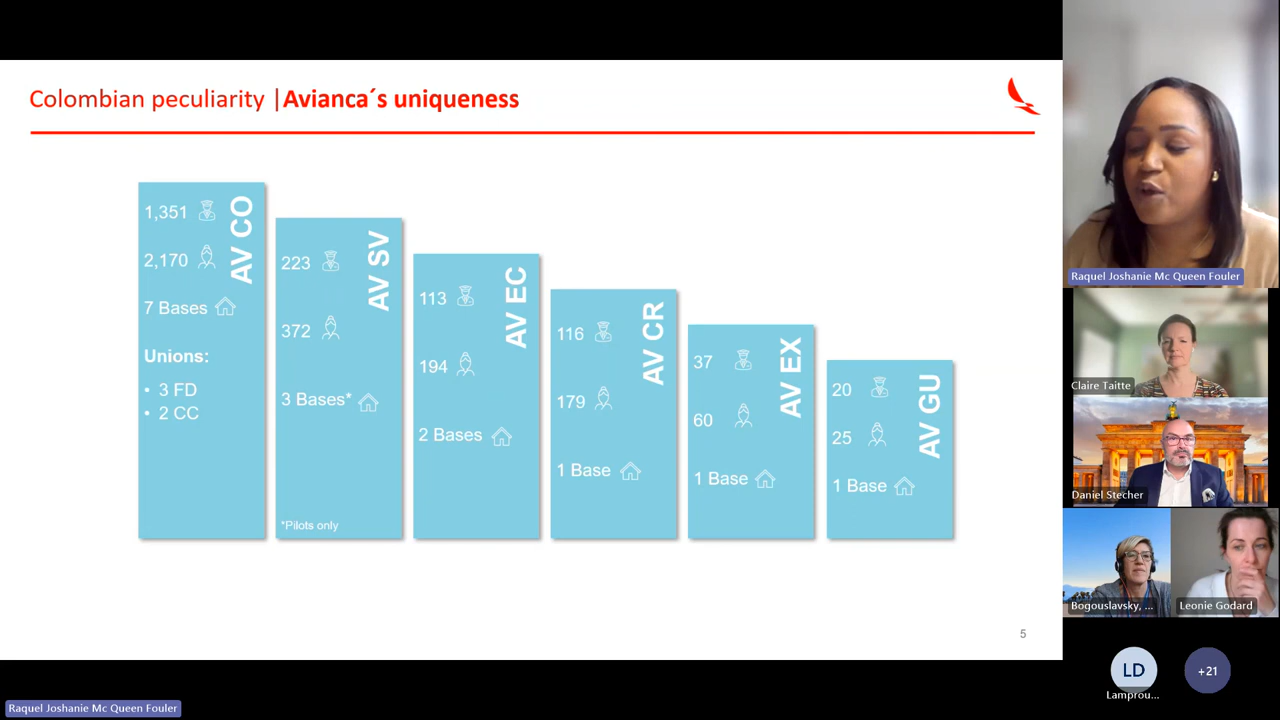 Colombian peculiarity |Avianca´s uniqueness
1,351
2,170
7 Bases
Unions:
• 3 FD
• 2 CC
AV CO
223
372
3 Bases*
*Pilots only
AV SV
113
194
2 Bases
AV EC
116
179
1 Base
AV CR
37
60
1 Base
AV EX
20
25
1 Base
AV GU
5
Raquel Joshanie Mc Queen Fouler
Claire Taitte
Daniel Stecher
Bogouslavsky, ...
Leonie Godard
LD
Lamprou...
+21
Raquel Joshanie Mc Queen Fouler